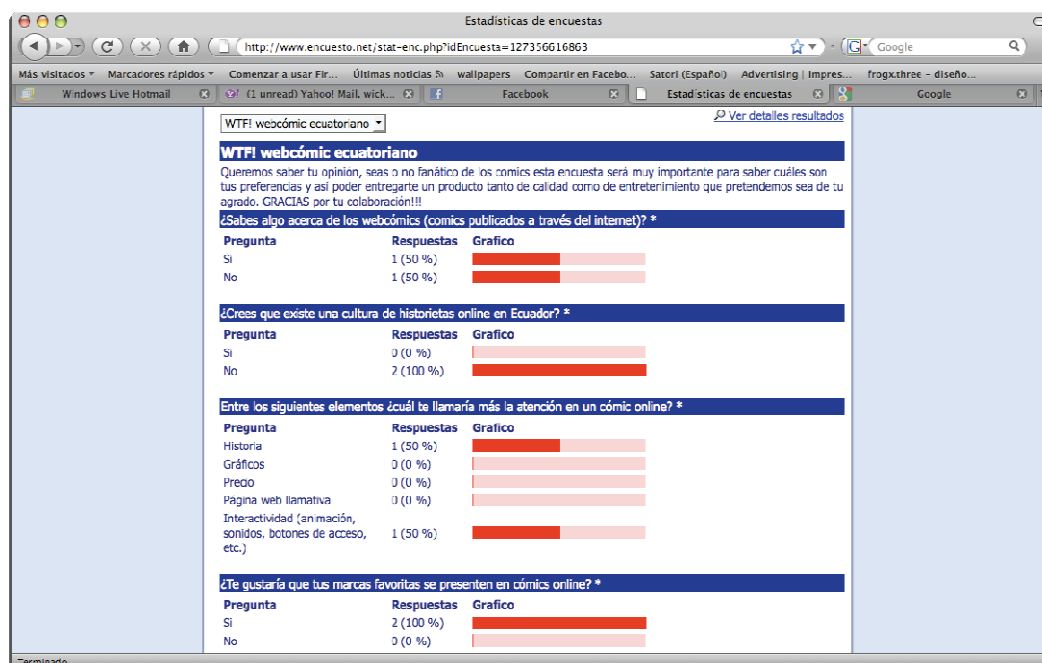 Estadísticas de encuestas
http://www.encuesto.net/stat-enc.php?idEncuesta=127356616863
Google
Más visitados Marcadores rápidos Comenzar a usar Fir... Últimas noticias wallpapers Compartir en Facebo... Satori (Español) Advertising | Impres... frogx.three – diseño...
Windows Live Hotmail (1 unread) Yahoo! Mail, wick... Facebook Estadísticas de encuestas Google
WTF! webcómic ecuatoriano Ver detalles resultados
WTF! webcómic ecuatoriano
Queremos saber tu opinión, seas o no fanático de los comics esta encuesta será muy importante para saber cuáles son
tus preferencias y así poder entregarte un producto tanto de calidad como de entretenimiento que pretendemos sea de tu
agrado. GRACIAS por tu colaboración!!!
¿Sabes algo acerca de los webcómics (comics publicados a través del internet)? *
Pregunta Respuestas Grafico
Si 1 (50 %)
No 1 (50 %)
¿Crees que existe una cultura de historietas online en Ecuador? *
Pregunta Respuestas Grafico
Si 0 (0 %)
No 2 (100 %)
Entre los siguientes elementos ¿cuál te llamaría más la atención en un cómic online? *
Pregunta Respuestas Grafico
Historia 1 (50 %)
Gráficos 0 (0 %)
Precio 0 (0 %)
Página web llamativa 0 (0 %)
Interactividad (animación,
sonidos, botones de acceso, 1 (50 %)
etc.)
¿Te gustaría que tus marcas favoritas se presenten en cómics online? *
Pregunta Respuestas Grafico
Si 2 (100 %)
No 0 (0 %)
Terminado